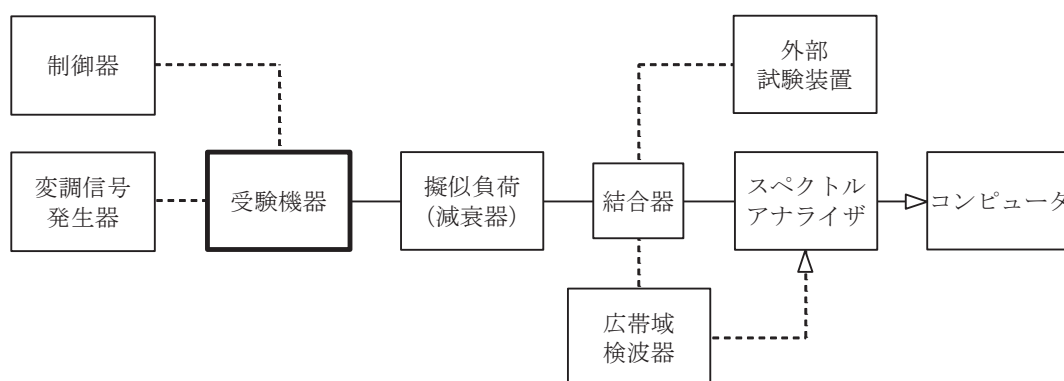 制御器
外部
試験装置
変調信号
発生器
受験機器
擬似負荷
(減衰器)
結合器
スペクトル
アナライザ
コンピュータ
広帯域
検波器